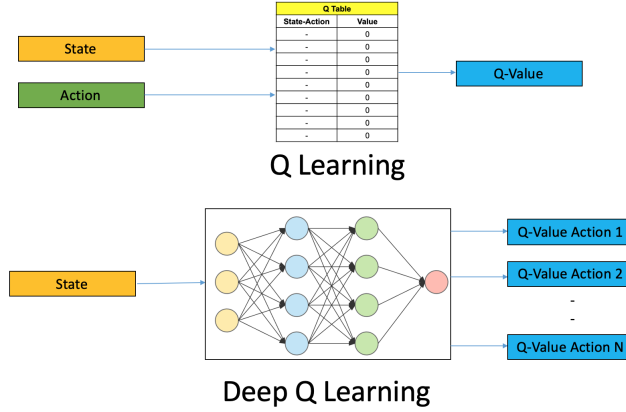 Q Table
State-Action Value
- 0
- 0
- 0
- 0
- 0
- 0
- 0
- 0
- 0
State
Action
Q-Value
Q Learning
State
Q-Value Action 1
Q-Value Action 2
-
-
Q-Value Action N
Deep Q Learning